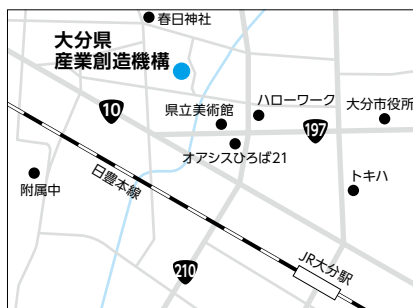 春日神社
大分県
産業創造機構
10
県立美術館
ハローワーク
大分市役所
197
オアシスひろば21
附属中
日豊本線
トキハ
210
JR大分駅